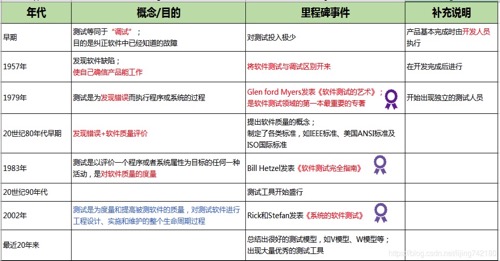 年代 概念/目的 里程碑事件 补充说明
早期 测试等同于“调试”；
目的是纠正软件中已经知道的故障 对测试投入极少 产品基本完成时由开发人员
执行
1957年 发现软件缺陷；
使自己确信产品能工作 将软件测试与调试区别开来 在开发完成后进行
1979年 测试是为发现错误而执行程序或系统的过程 Glen ford Myers发表《软件测试的艺术》；
是软件测试领域的第一本最重要的专著 开始出现独立的测试人员
20世纪80年代早期 发现错误+软件质量评价 提出软件质量的概念；
制定了各类标准，如IEEE标准、美国ANSI标准及
ISO国际标准
1983年 测试是以评价一个程序或者系统属性为目标的任何一种
活动，是对软件质量的度量 Bill Hetzel发表《软件测试完全指南》
20世纪90年代 测试工具开始盛行
2002年 测试是为度量和提高被测软件的质量，对测试软件进行
工程设计、实施和维护的整个生命周期过程 Rick和Stefan发表《系统的软件测试》
最近20年来 总结出很好的测试模型，如V模型、W模型等；
出现大量优秀的测试工具